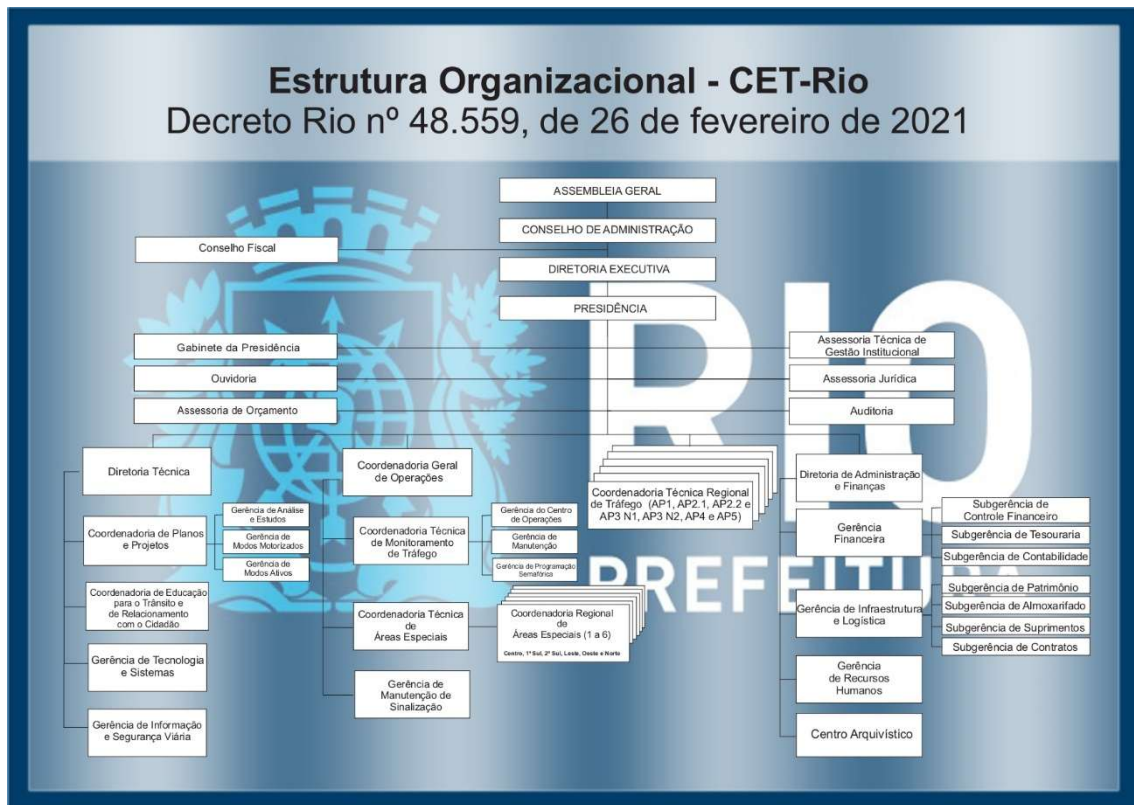 Estrutura Organizacional - CET-Rio
Decreto Rio nº 48.559, de 26 de fevereiro de 2021
ASSEMBLEIA GERAL
CONSELHO DE ADMINISTRAÇÃO
Conselho Fiscal
DIRETORIA EXECUTIVA
PRESIDÊNCIA
Gabinete da Presidência
Assessoria Técnica de
Gestão Institucional
Ouvidoria
Assessoria Jurídica
Assessoria de Orçamento
Auditoria
Diretoria Técnica
Coordenadoria de Planos
e Projetos
Gerência de Análise
e Estudos
Gerência de
Modos Motorizados
Gerência de
Modos Ativos
Coordenadoria de Educação
para o Trânsito e
de Relacionamento
com o Cidadão
Gerência de Tecnologia
e Sistemas
Gerência de Informação
e Segurança Viária
Coordenadoria Geral
de Operações
Coordenadoria Técnica
de Monitoramento
de Tráfego
Gerência do Centro
de Operações
Gerência de
Manutenção
Gerência de Programação
Semafórica
Coordenadoria Técnica
de
Áreas Especiais
Coordenadoria Regional
de
Áreas Especiais (1 a 6)
Centro, 1ª Sul, 2ª Sul, Leste, Oeste e Norte
Gerência de
Manutenção de
Sinalização
Coordenadoria Técnica Regional
de Tráfego (AP1, AP2.1, AP2.2 e
AP3 N1, AP3 N2, AP4 e AP5)
Diretoria de Administração
e Finanças
Gerência
Financeira
Subgerência de
Controle Financeiro
Subgerência de Tesouraria
Subgerência de Contabilidade
Gerência de Infraestrutura
e Logística
Subgerência de Patrimônio
Subgerência de Almoxarifado
Subgerência de Suprimentos
Subgerência de Contratos
Gerência
de Recursos
Humanos
Centro Arquivístico
RIO
PREFEITURA